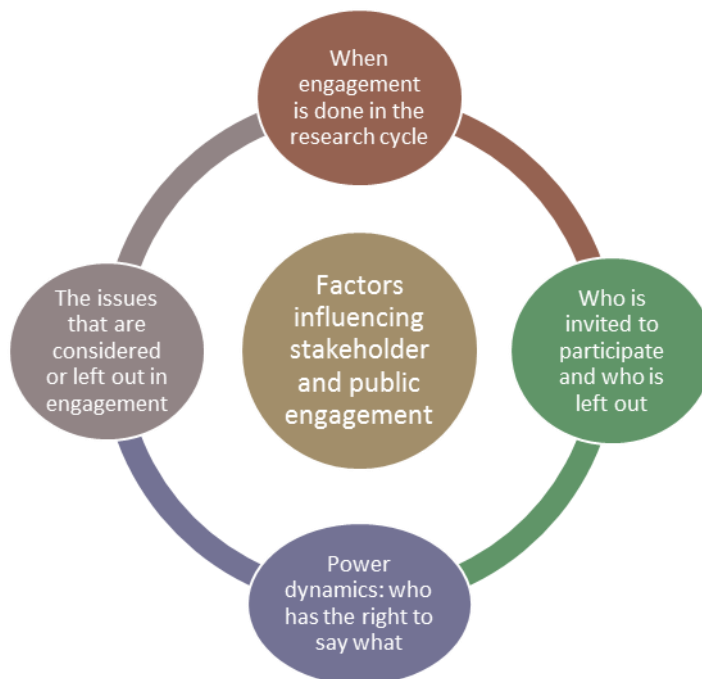 When
engagement
is done in the
research cycle
Factors
influencing
stakeholder
and public
engagement
The issues
that are
considered
or left out in
engagement
Who is
invited to
participate
and who is
left out
Power
dynamics: who
has the right to
say what